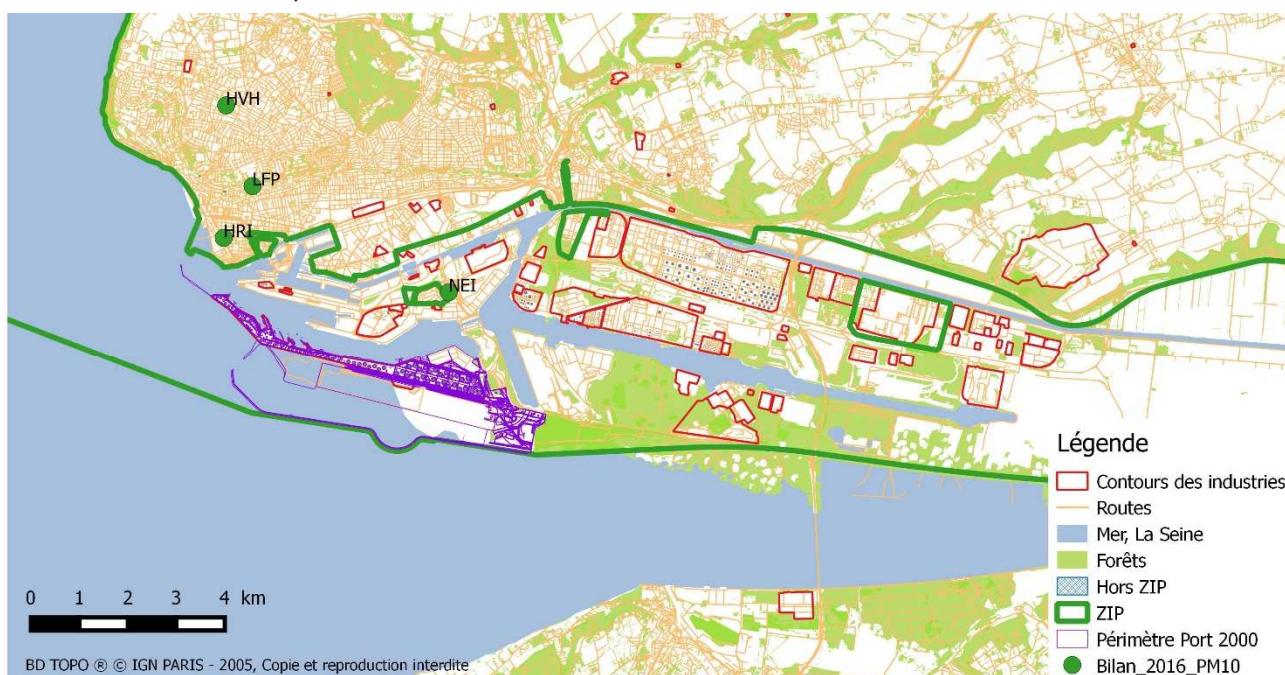 HVH
LFP
HRI
NEI
Légende
Contours des industries
Routes
Mer, La Seine
Forêts
Hors ZIP
ZIP
Périmètre Port 2000
Bilan_2016_PM10
0 1 2 3 4 km
BD TOPO ® © IGN PARIS - 2005, Copie et reproduction interdite